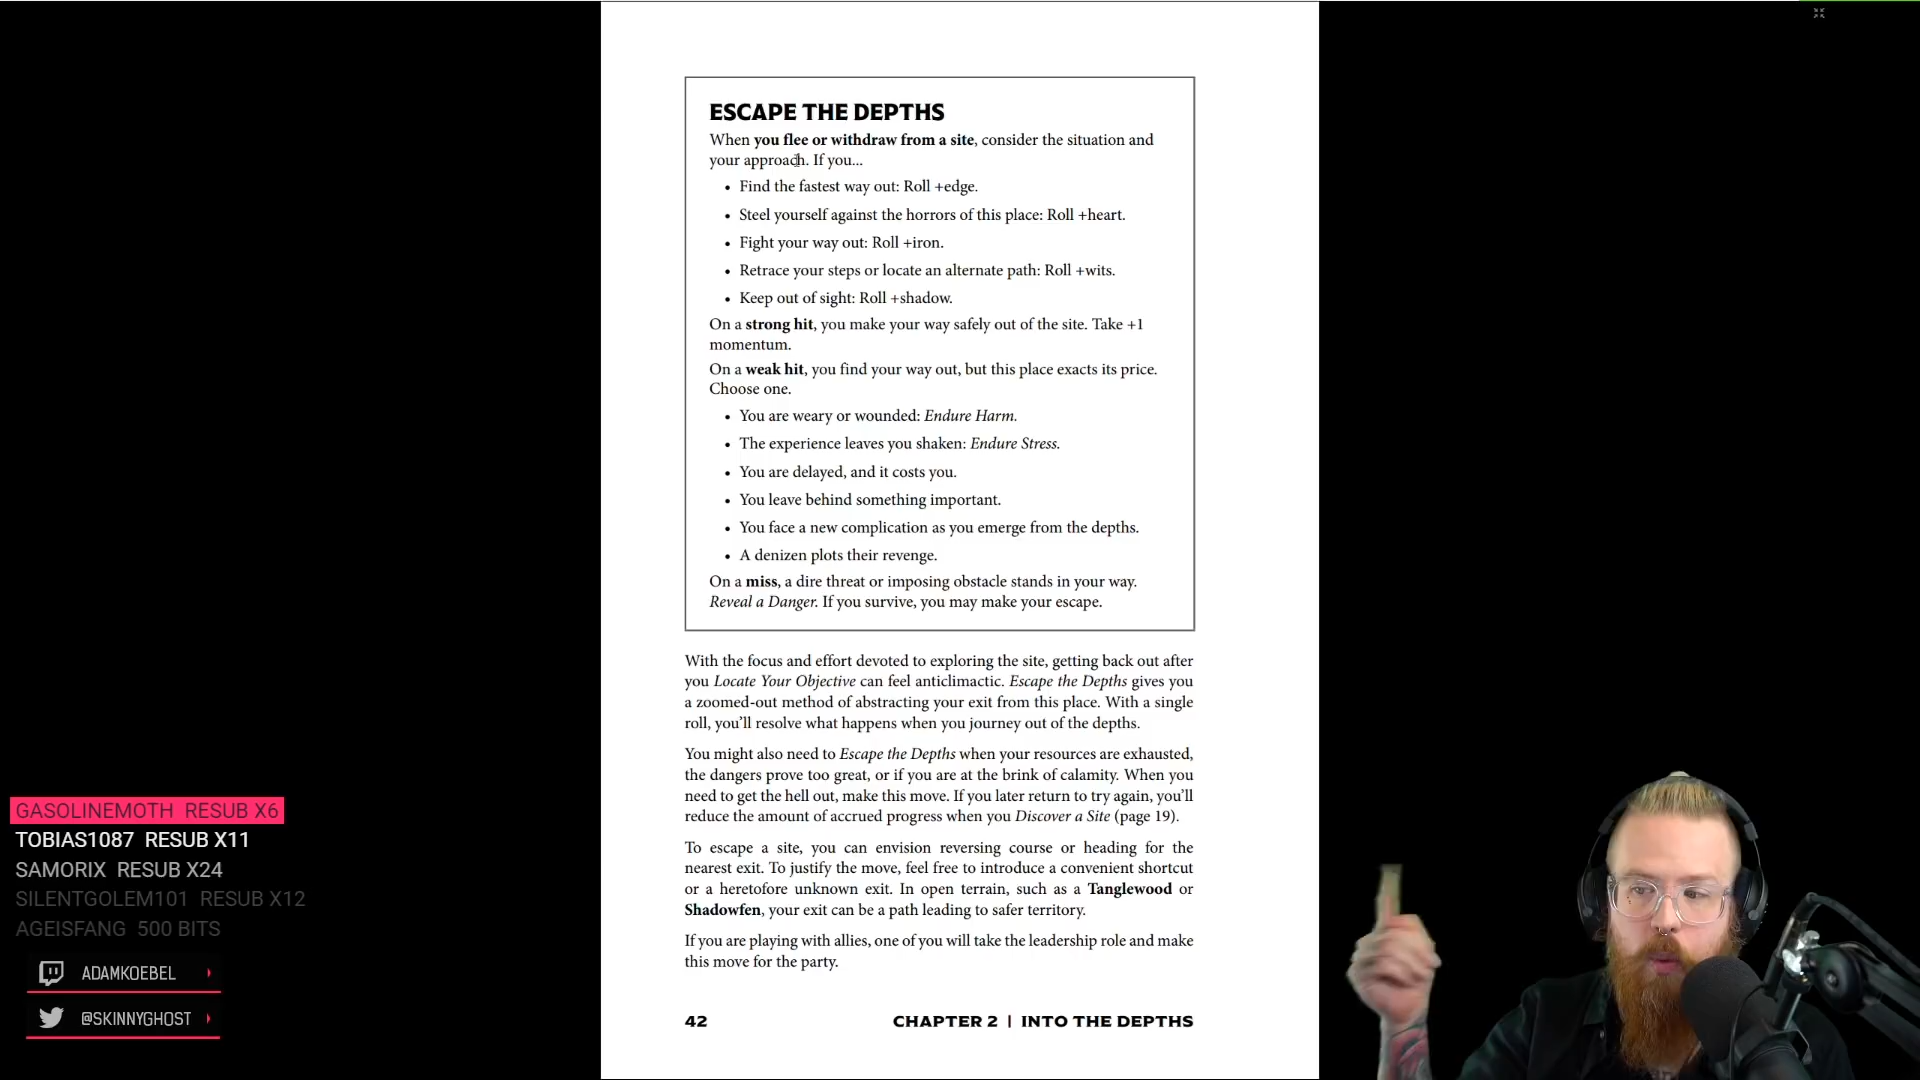 ESCAPE THE DEPTHS
When you flee or withdraw from a site, consider the situation and
your approach. If you...
• Find the fastest way out: Roll +edge.
• Steel yourself against the horrors of this place: Roll +heart.
• Fight your way out: Roll +iron.
• Retrace your steps or locate an alternate path: Roll +wits.
• Keep out of sight: Roll +shadow.
On a strong hit, you make your way safely out of the site. Take +1
momentum.
On a weak hit, you find your way out, but this place exacts its price.
Choose one.
• You are weary or wounded: Endure Harm.
• The experience leaves you shaken: Endure Stress.
• You are delayed, and it costs you.
• You leave behind something important.
• You face a new complication as you emerge from the depths.
• A denizen plots their revenge.
On a miss, a dire threat or imposing obstacle stands in your way.
Reveal a Danger. If you survive, you may make your escape.
With the focus and effort devoted to exploring the site, getting back out after
you Locate Your Objective can feel anticlimactic. Escape the Depths gives you
a zoomed-out method of abstracting your exit from this place. With a single
roll, you'll resolve what happens when you journey out of the depths.
You might also need to Escape the Depths when your resources are exhausted,
the dangers prove too great, or if you are at the brink of calamity. When you
need to get the hell out, make this move. If you later return to try again, you'll
reduce the amount of accrued progress when you Discover a Site (page 19).
To escape a site, you can envision reversing course or heading for the
nearest exit. To justify the move, feel free to introduce a convenient shortcut
or a heretofore unknown exit. In open terrain, such as a Tanglewood or
Shadowfen, your exit can be a path leading to safer territory.
If you are playing with allies, one of you will take the leadership role and make
this move for the party.
42 CHAPTER 2 | INTO THE DEPTHS
GASOLINEMOTH RESUB X6
TOBIAS1087 RESUB X11
SAMORIX RESUB X24
SILENTGOLEM101 RESUB X12
AGEISFANG 500 BITS
ADAMKOEBEL
@SKINNYGHOST